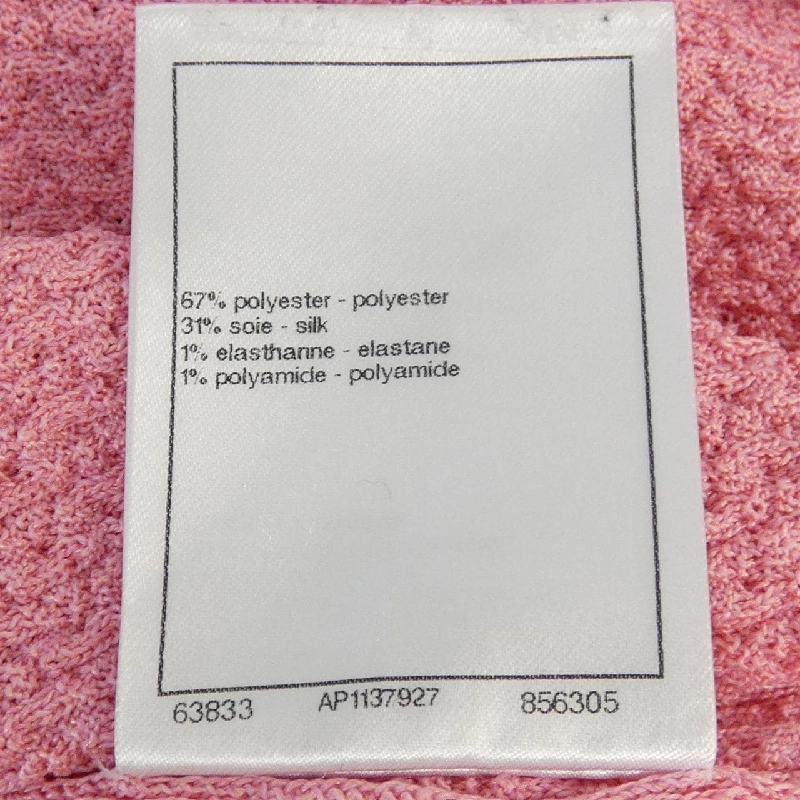 67% polyester - polyester
31% soie - silk
1% elasthanne - elastane
1% polyamide - polyamide
63833 AP1137927 856305